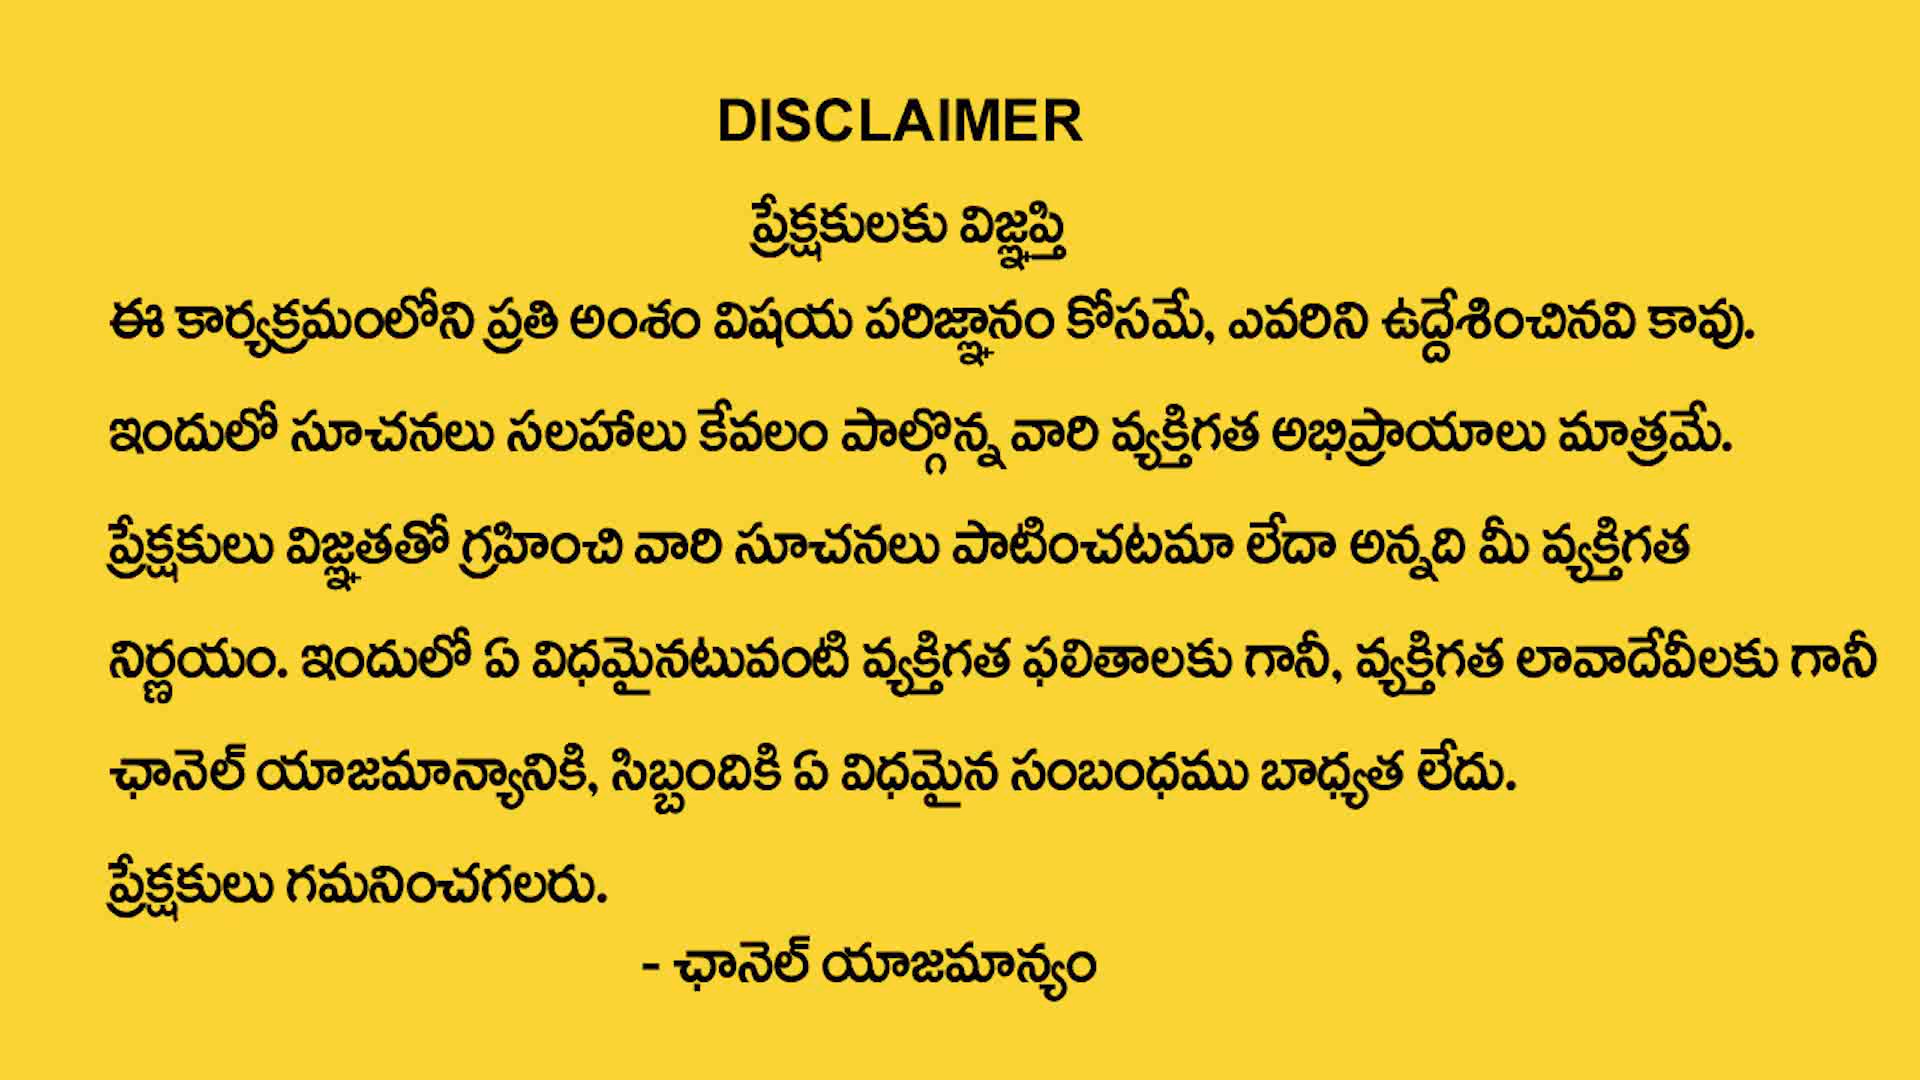 DISCLAIMER
ప్రేక్షకులకు విజ్ఞప్తి
ఈ కార్యక్రమంలోని ప్రతి అంశం విషయ పరిజ్ఞానం కోసమే, ఎవరిని ఉద్దేశించినవి కావు.
ఇందులో సూచనలు సలహాలు కేవలం పాల్గొన్న వారి వ్యక్తిగత అభిప్రాయాలు మాత్రమే.
ప్రేక్షకులు విజ్ఞతతో గ్రహించి వారి సూచనలు పాటించటమా లేదా అన్నది మీ వ్యక్తిగత
నిర్ణయం. ఇందులో ఏ విధమైనటువంటి వ్యక్తిగత ఫలితాలకు గానీ, వ్యక్తిగత లావాదేవీలకు గానీ
ఛానెల్ యాజమాన్యానికి, సిబ్బందికి ఏ విధమైన సంబంధము బాధ్యత లేదు.
ప్రేక్షకులు గమనించగలరు.
- ఛానెల్ యాజమాన్యం